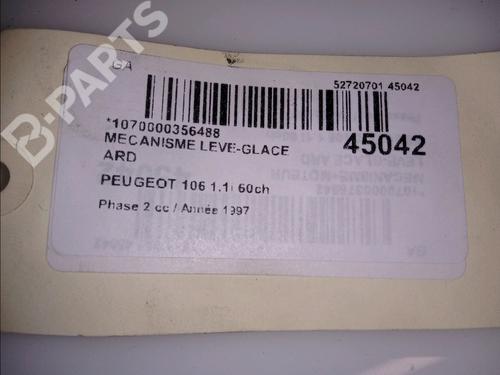 B-PARTS
GA
52720701 45042
*1070000356488
MECANISME LEVE-GLACE
ARD
45042
PEUGEOT 106 1.1i 60ch
Phase 2 cc / Année 1997